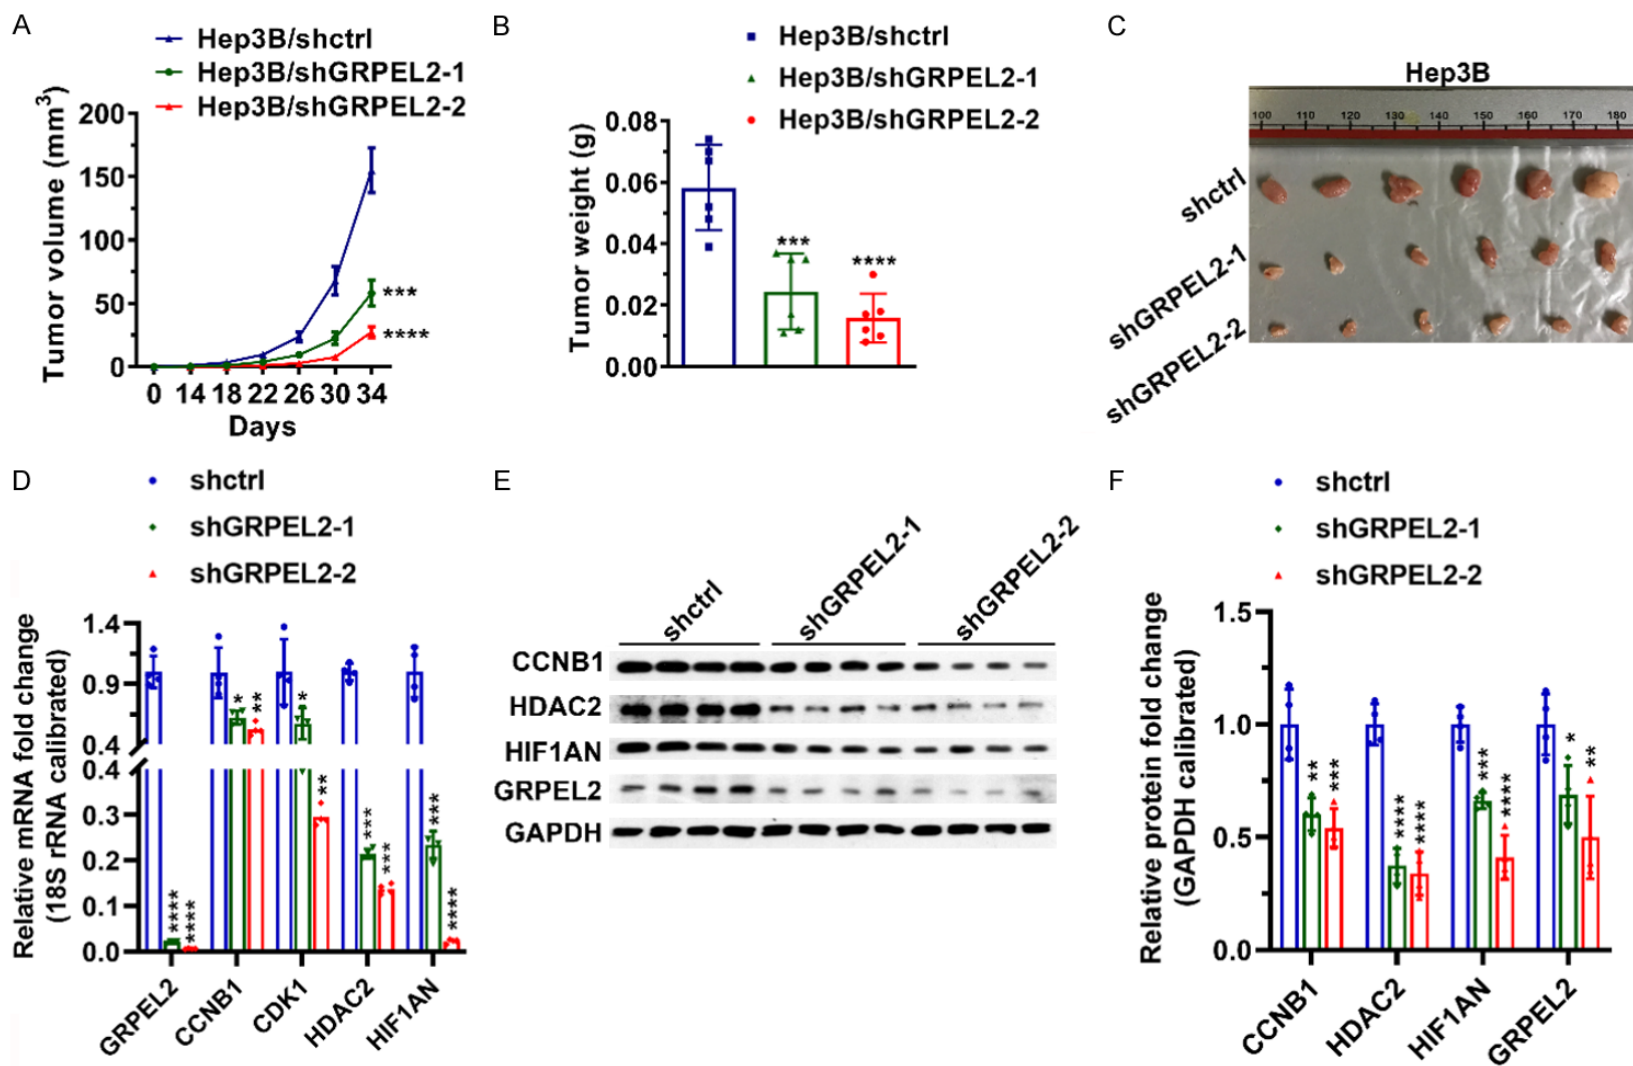 A
Hep3B/shctrl
Hep3B/shGRPEL2-1
Hep3B/shGRPEL2-2
Tumor volume (mm3)
200
150
100
50
0
0 14 18 22 26 30 34
Days
***
****
B
Hep3B/shctrl
Hep3B/shGRPEL2-1
Hep3B/shGRPEL2-2
Tumor weight (g)
0.08
0.06
0.04
0.02
0.00
***
****
C
Hep3B
100 110 120 130 140 150 160 170 180
shctrl
shGRPEL2-1
shGRPEL2-2
D
shctrl
shGRPEL2-1
shGRPEL2-2
Relative mRNA fold change
(18S rRNA calibrated)
1.4
0.9
0.4
0.4
0.3
0.2
0.1
0.0
****
****
*
**
*
**
***
***
***
****
GRPEL2
CCNB1
CDK1
HDAC2
HIF1AN
E
shctrl
shGRPEL2-1
shGRPEL2-2
CCNB1
HDAC2
HIF1AN
GRPEL2
GAPDH
F
shctrl
shGRPEL2-1
shGRPEL2-2
Relative protein fold change
(GAPDH calibrated)
1.5
1.0
0.5
0.0
**
***
****
****
***
****
*
**
CCNB1
HDAC2
HIF1AN
GRPEL2